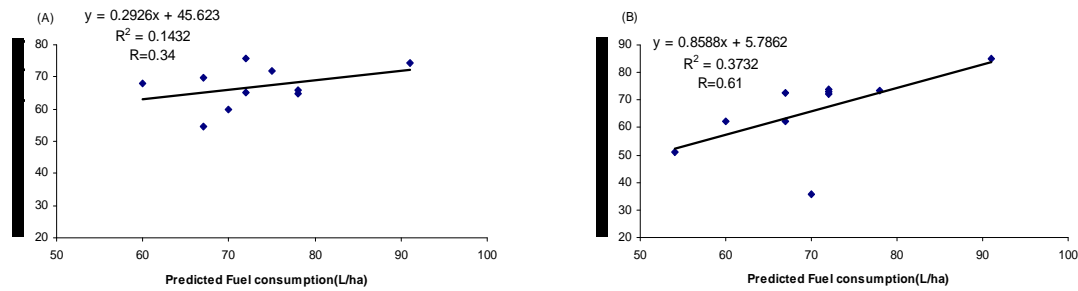 (A)
y = 0.2926x + 45.623
R² = 0.1432
R=0.34
80
70
60
50
40
30
20
50 60 70 80 90 100
Predicted Fuel consumption(L/ha)
(B)
y = 0.8588x + 5.7862
R² = 0.3732
R=0.61
90
80
70
60
50
40
30
20
50 60 70 80 90 100
Predicted Fuel consumption(L/ha)